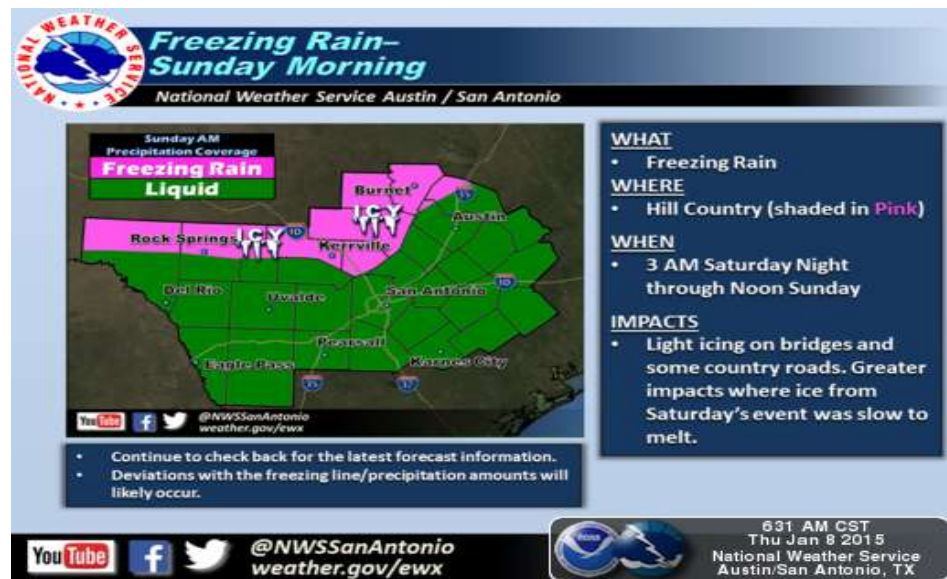 NATIONAL WEATHER SERVICE
Freezing Rain–
Sunday Morning
National Weather Service Austin / San Antonio
Sunday AM
Precipitation Coverage
Freezing Rain
Liquid
Burnet
35
Austin
ICY
ICY
10
Rock Springs
Kerrville
Del Rio
Uvalde
San Antonio
10
Pearsall
Eagle Pass
Karnes City
35
37
YouTube
@NWSSanAntonio
weather.gov/ewx
WHAT
• Freezing Rain
WHERE
• Hill Country (shaded in Pink)
WHEN
• 3 AM Saturday Night
through Noon Sunday
IMPACTS
• Light icing on bridges and
some country roads. Greater
impacts where ice from
Saturday's event was slow to
melt.
• Continue to check back for the latest forecast information.
• Deviations with the freezing line/precipitation amounts will
likely occur.
YouTube
@NWSSanAntonio
weather.gov/ewx
NOAA
631 AM CST
Thu Jan 8 2015
National Weather Service
Austin/San Antonio, TX